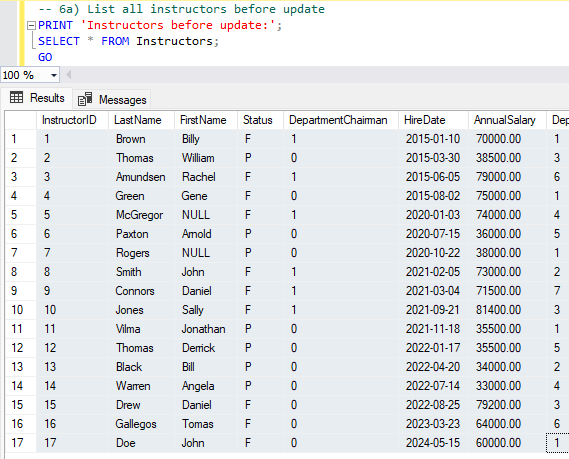 -- 6a) List all instructors before update
PRINT 'Instructors before update:';
SELECT * FROM Instructors;
GO
100 %
Results Messages
InstructorID LastName FirstName Status DepartmentChairman HireDate AnnualSalary Dep
1 1 Brown Billy F 1 2015-01-10 70000.00 1
2 2 Thomas William P 0 2015-03-30 38500.00 3
3 3 Amundsen Rachel F 1 2015-06-05 79000.00 6
4 4 Green Gene F 0 2015-08-02 75000.00 1
5 5 McGregor NULL F 1 2020-01-03 74000.00 4
6 6 Paxton Arnold P 0 2020-07-15 36000.00 5
7 7 Rogers NULL P 0 2020-10-22 38000.00 1
8 8 Smith John F 1 2021-02-05 73000.00 2
9 9 Connors Daniel F 1 2021-03-04 71500.00 7
10 10 Jones Sally F 1 2021-09-21 81400.00 3
11 11 Vilma Jonathan P 0 2021-11-18 35500.00 1
12 12 Thomas Derrick P 0 2022-01-17 35500.00 5
13 13 Black Bill P 0 2022-04-20 34000.00 2
14 14 Warren Angela P 0 2022-07-14 33000.00 4
15 15 Drew Daniel F 0 2022-08-25 79200.00 3
16 16 Gallegos Tomas F 0 2023-03-23 64000.00 6
17 17 Doe John F 0 2024-05-15 60000.00 1